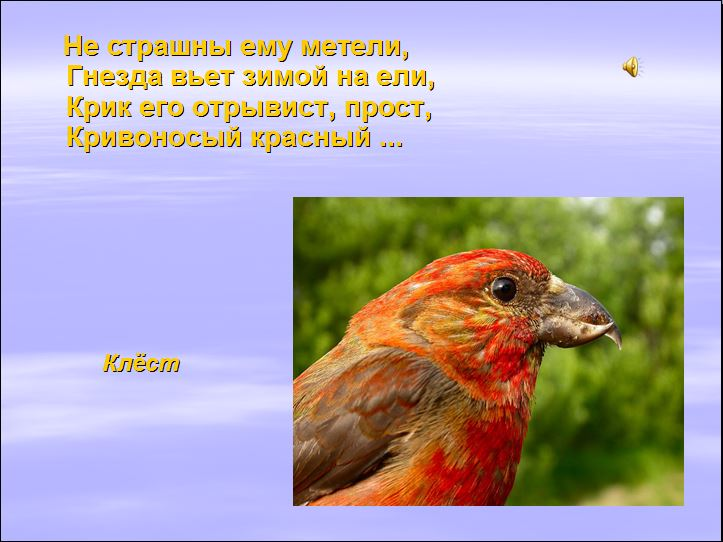 Не страшны ему метели,
Гнезда вьет зимой на ели,
Крик его отрывист, прост,
Кривоносый красный ...
Клёст